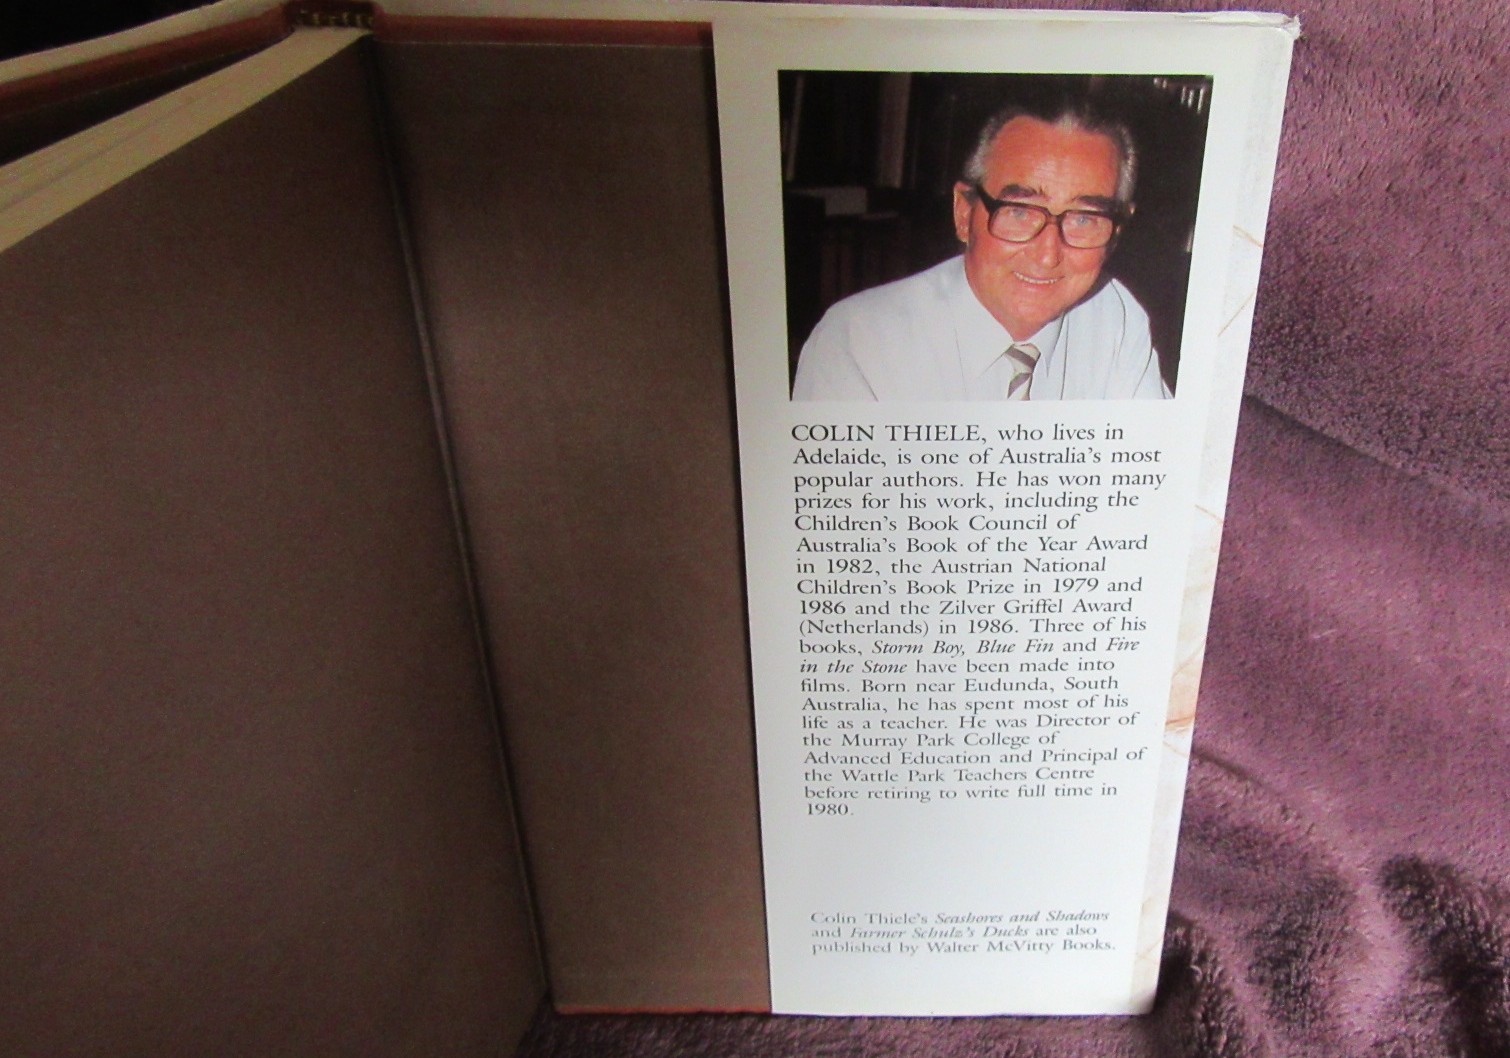 COLIN THIELE, who lives in
Adelaide, is one of Australia's most
popular authors. He has won many
prizes for his work, including the
Children's Book Council of
Australia's Book of the Year Award
in 1982, the Austrian National
Children's Book Prize in 1979 and
1986 and the Zilver Griffel Award
(Netherlands) in 1986. Three of his
books, Storm Boy, Blue Fin and Fire
in the Stone have been made into
films. Born near Eudunda, South
Australia, he has spent most of his
life as a teacher. He was Director of
the Murray Park College of
Advanced Education and Principal of
the Wattle Park Teachers Centre
before retiring to write full time in
1980.
Colin Thiele's Seashores and Shadows
and Farmer Schulz's Ducks are also
published by Walter McVitty Books.